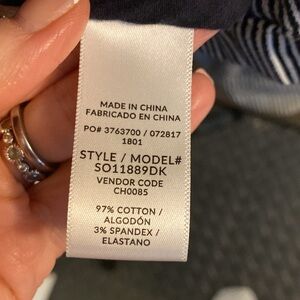 MADE IN CHINA
FABRICADO EN CHINA
PO# 3763700 / 072817
1801
STYLE / MODEL#
SO11889DK
VENDOR CODE
CH0085
97% COTTON /
ALGODÓN
3% SPANDEX /
ELASTANO